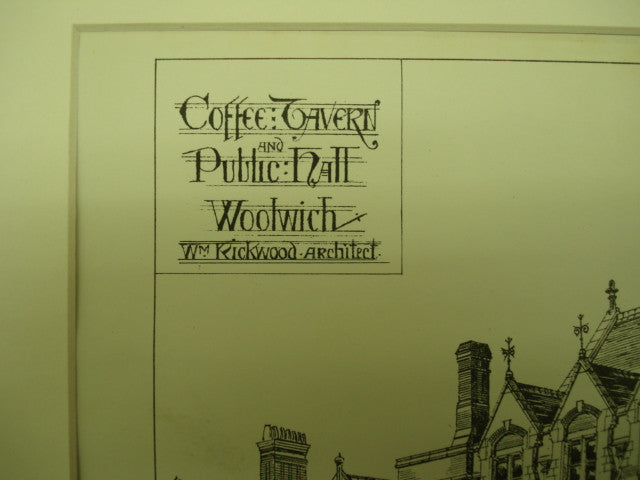 Coffee: Tavern
and
Public: Hall
Woolwich
Wm Rickwood · Architect.